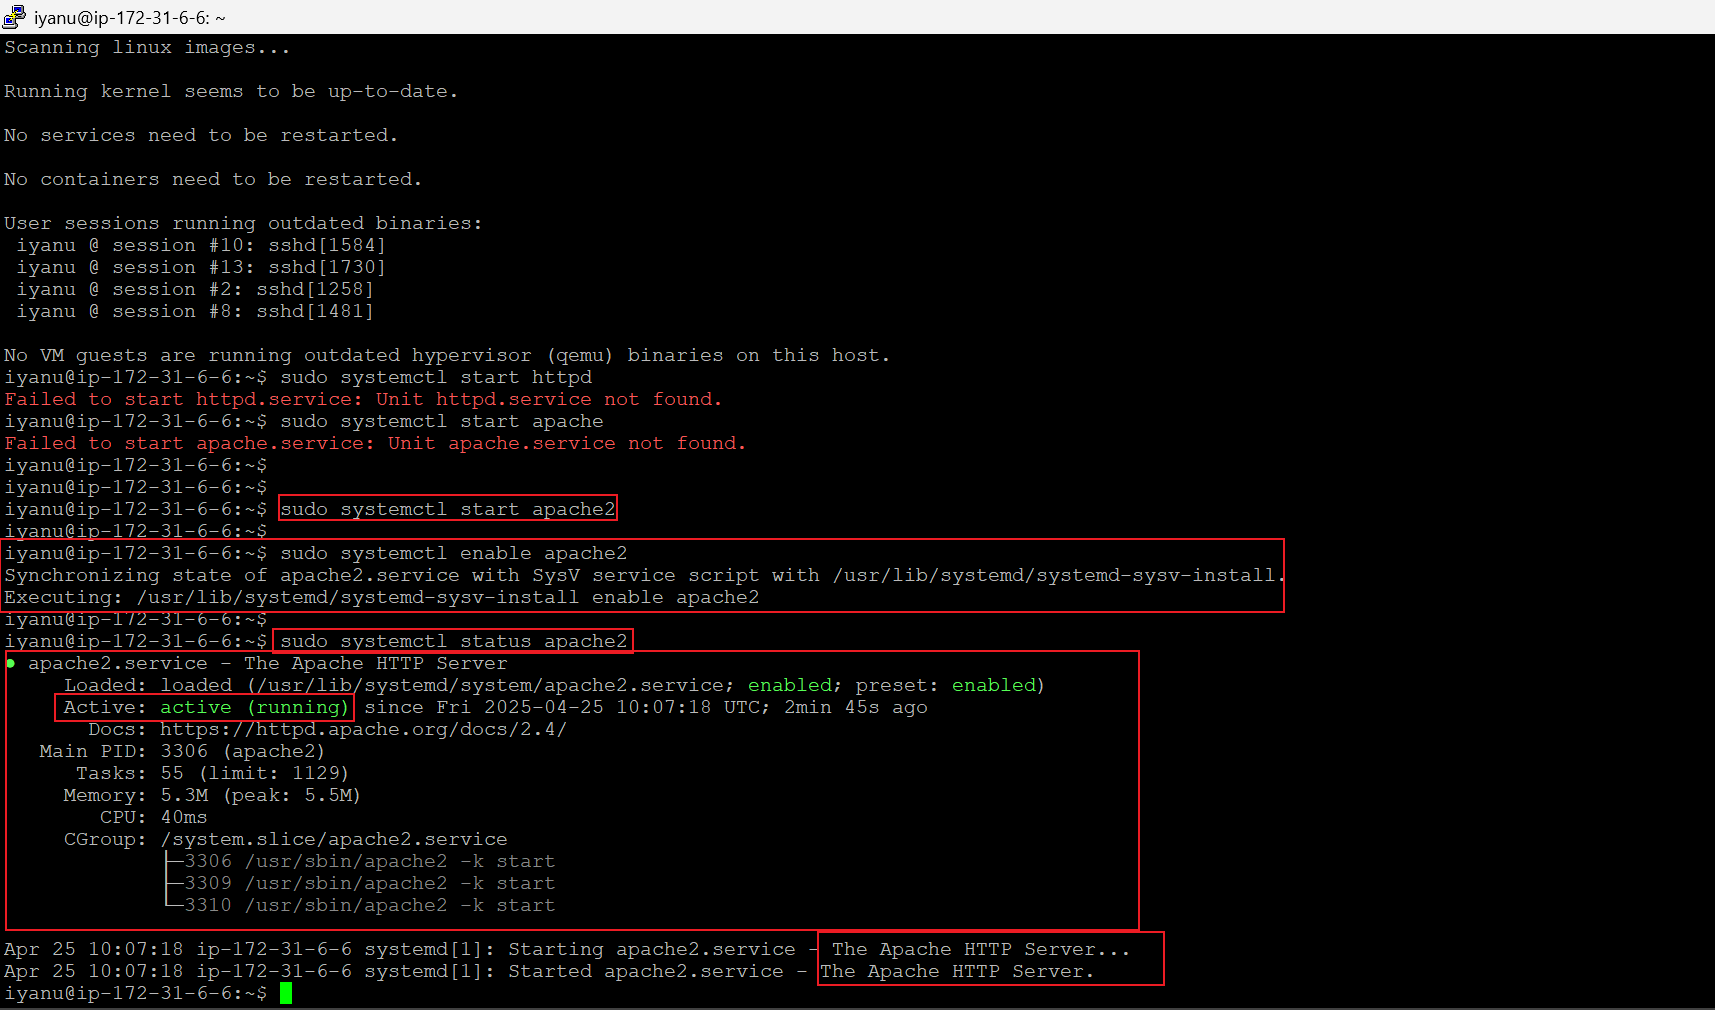 iyanu@ip-172-31-6-6: ~
Scanning linux images...
Running kernel seems to be up-to-date.
No services need to be restarted.
No containers need to be restarted.
User sessions running outdated binaries:
 iyanu @ session #10: sshd[1584]
 iyanu @ session #13: sshd[1730]
 iyanu @ session #2: sshd[1258]
 iyanu @ session #8: sshd[1481]
No VM guests are running outdated hypervisor (qemu) binaries on this host.
iyanu@ip-172-31-6-6:~$ sudo systemctl start httpd
Failed to start httpd.service: Unit httpd.service not found.
iyanu@ip-172-31-6-6:~$ sudo systemctl start apache
Failed to start apache.service: Unit apache.service not found.
iyanu@ip-172-31-6-6:~$
iyanu@ip-172-31-6-6:~$
iyanu@ip-172-31-6-6:~$ sudo systemctl start apache2
iyanu@ip-172-31-6-6:~$
iyanu@ip-172-31-6-6:~$ sudo systemctl enable apache2
Synchronizing state of apache2.service with SysV service script with /usr/lib/systemd/systemd-sysv-install.
Executing: /usr/lib/systemd/systemd-sysv-install enable apache2
iyanu@ip-172-31-6-6:~$
iyanu@ip-172-31-6-6:~$ sudo systemctl status apache2
● apache2.service - The Apache HTTP Server
     Loaded: loaded (/usr/lib/systemd/system/apache2.service; enabled; preset: enabled)
     Active: active (running) since Fri 2025-04-25 10:07:18 UTC; 2min 45s ago
       Docs: https://httpd.apache.org/docs/2.4/
   Main PID: 3306 (apache2)
      Tasks: 55 (limit: 1129)
     Memory: 5.3M (peak: 5.5M)
        CPU: 40ms
     CGroup: /system.slice/apache2.service
             ├─3306 /usr/sbin/apache2 -k start
             ├─3309 /usr/sbin/apache2 -k start
             └─3310 /usr/sbin/apache2 -k start
Apr 25 10:07:18 ip-172-31-6-6 systemd[1]: Starting apache2.service - The Apache HTTP Server...
Apr 25 10:07:18 ip-172-31-6-6 systemd[1]: Started apache2.service - The Apache HTTP Server.
iyanu@ip-172-31-6-6:~$